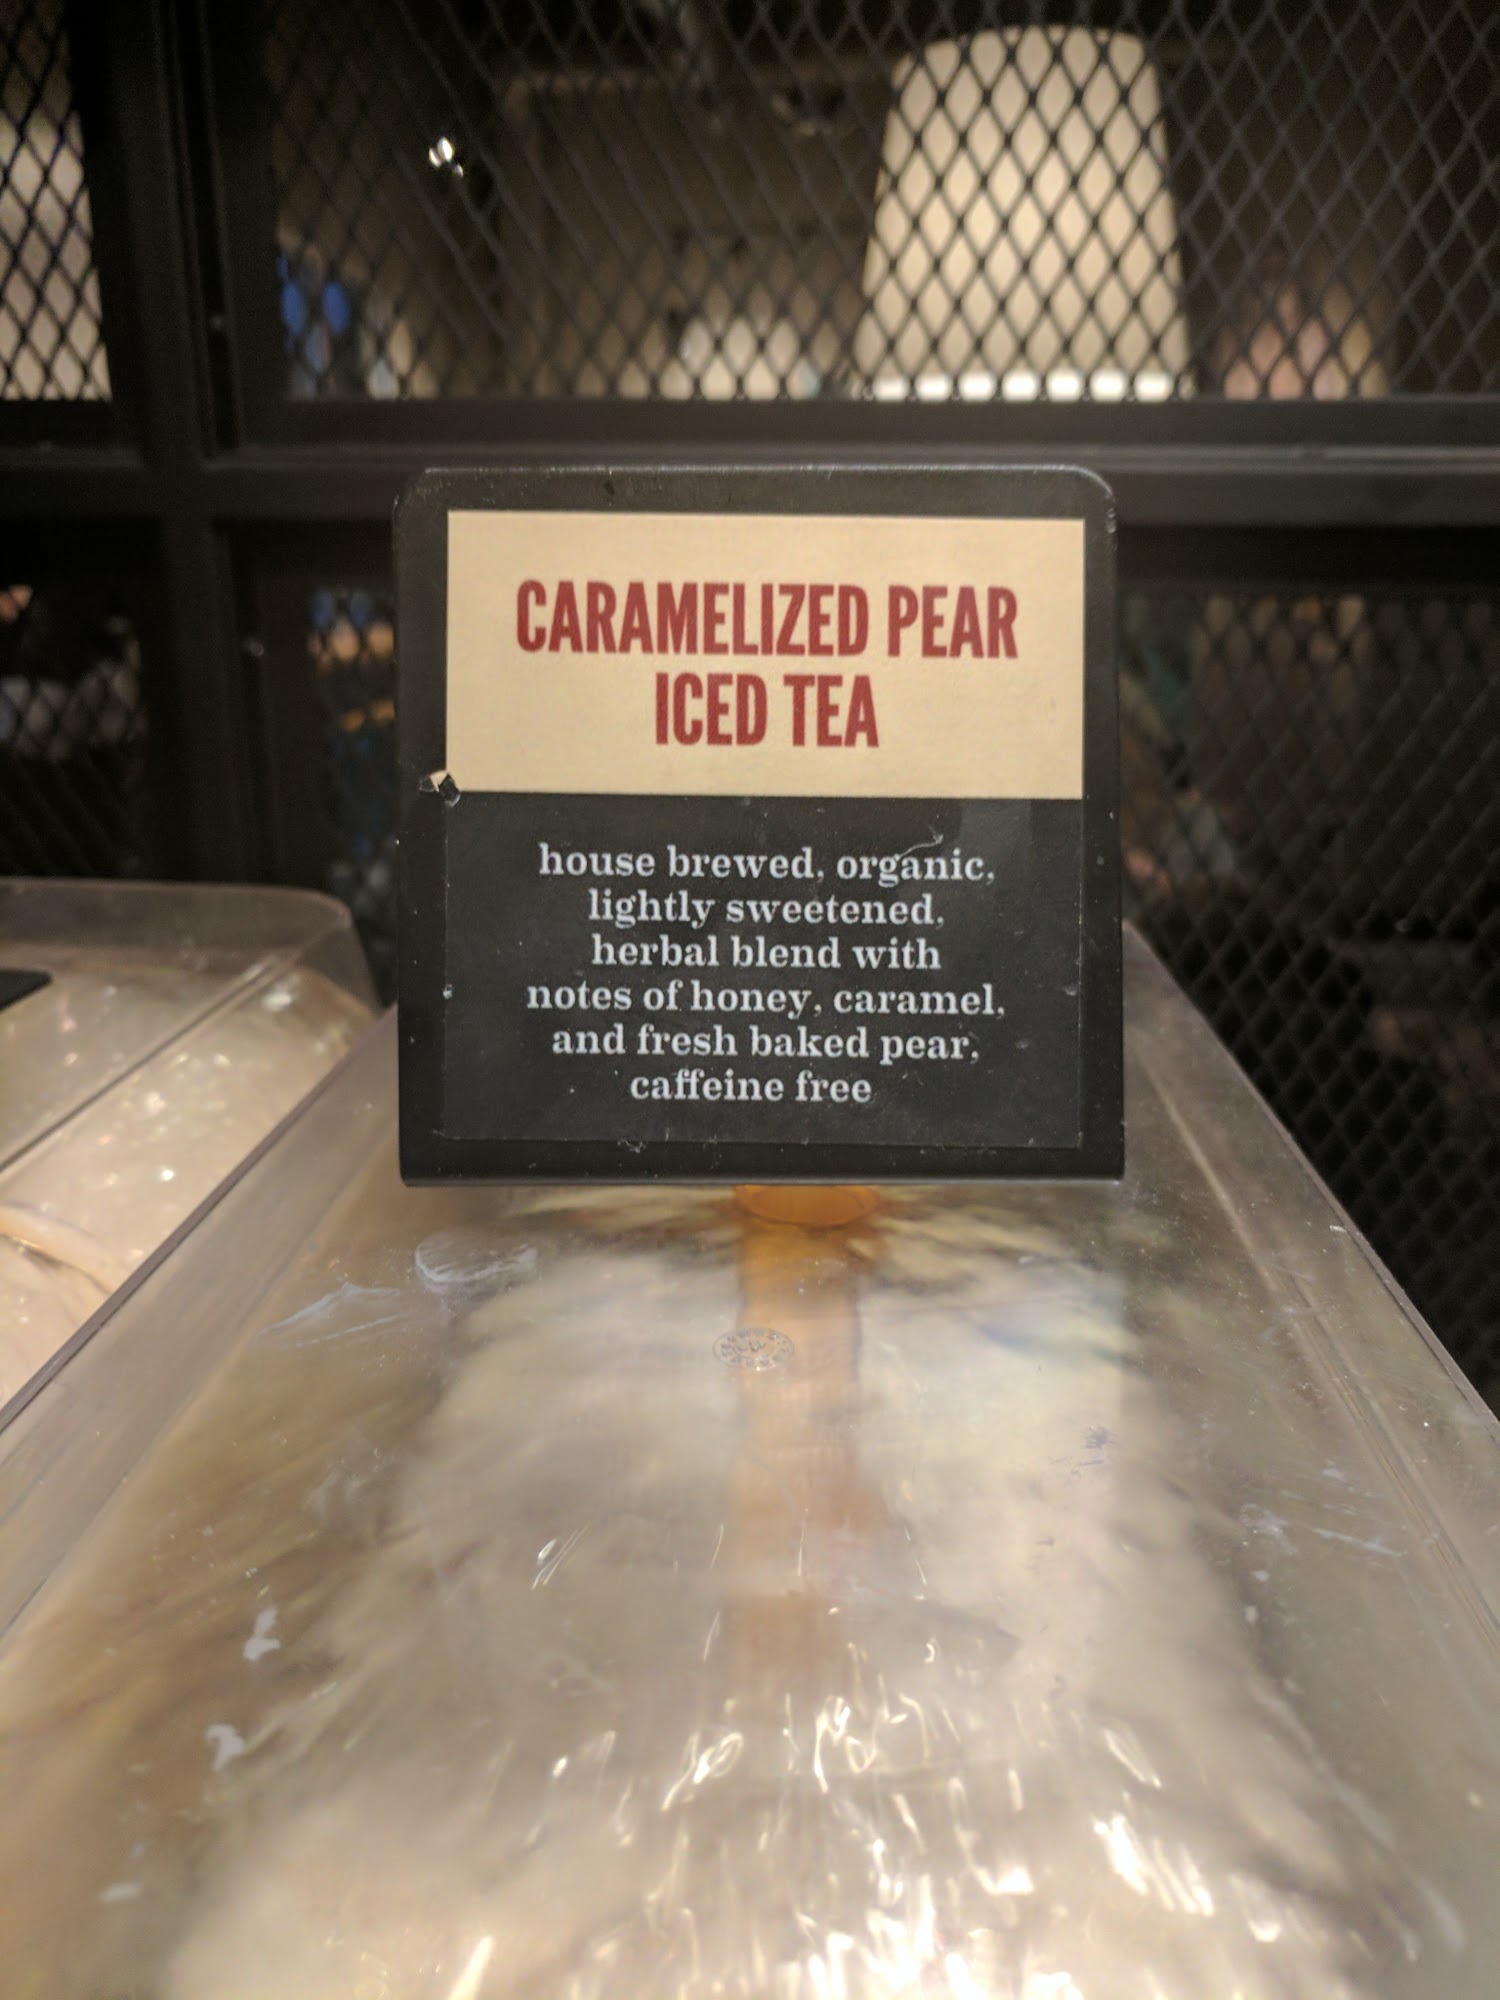 CARAMELIZED PEAR
ICED TEA
house brewed, organic,
lightly sweetened,
herbal blend with
notes of honey, caramel,
and fresh baked pear,
caffeine free